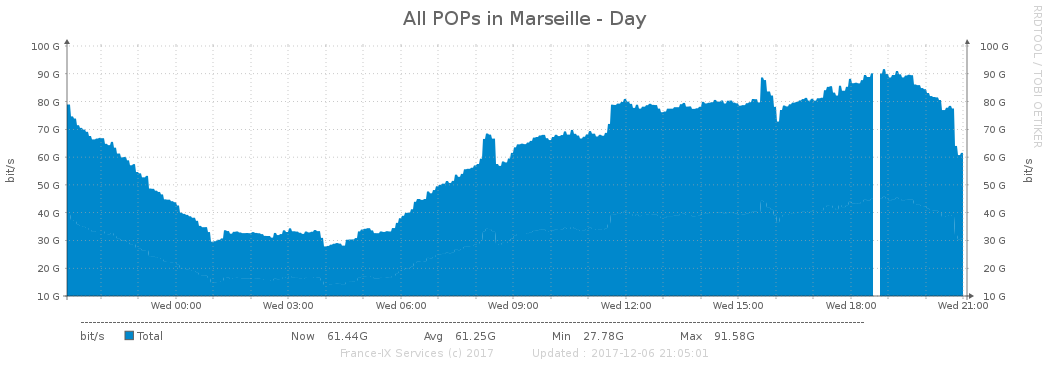 All POPs in Marseille - Day
RRDTOOL / TOBI OETIKER
100 G 100 G
90 G 90 G
80 G 80 G
70 G 70 G
60 G 60 G
50 G 50 G
40 G 40 G
30 G 30 G
20 G 20 G
10 G 10 G
bit/s bit/s
Wed 00:00 Wed 03:00 Wed 06:00 Wed 09:00 Wed 12:00 Wed 15:00 Wed 18:00 Wed 21:00
bit/s Total Now 61.44G Avg 61.25G Min 27.78G Max 91.58G
France-IX Services (c) 2017 Updated : 2017-12-06 21:05:01